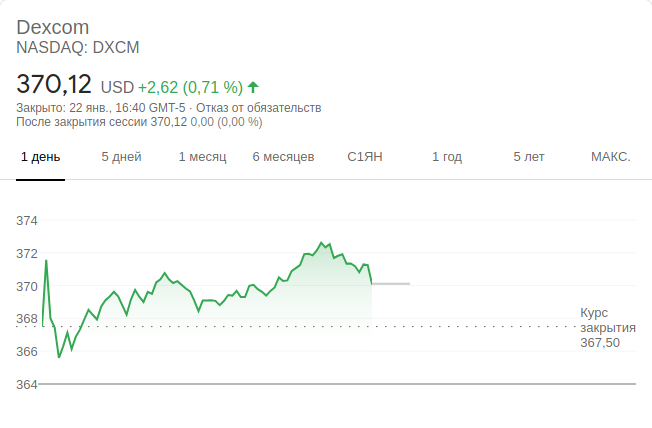 Dexcom
NASDAQ: DXCM
370,12 USD +2,62 (0,71 %)
Закрыто: 22 янв., 16:40 GMT-5 · Отказ от обязательств
После закрытия сессии 370,12 0,00 (0,00 %)
1 день 5 дней 1 месяц 6 месяцев С1ЯН 1 год 5 лет МАКС.
374
372
370
368
366
364
Курс
закрытия
367,50